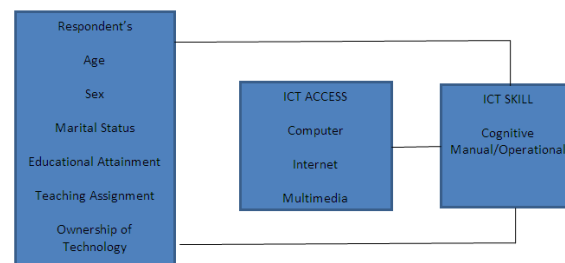 Respondent's
Age
Sex
Marital Status
Educational Attainment
Teaching Assignment
Ownership of
Technology
ICT ACCESS
Computer
Internet
Multimedia
ICT SKILL
Cognitive
Manual/Operational